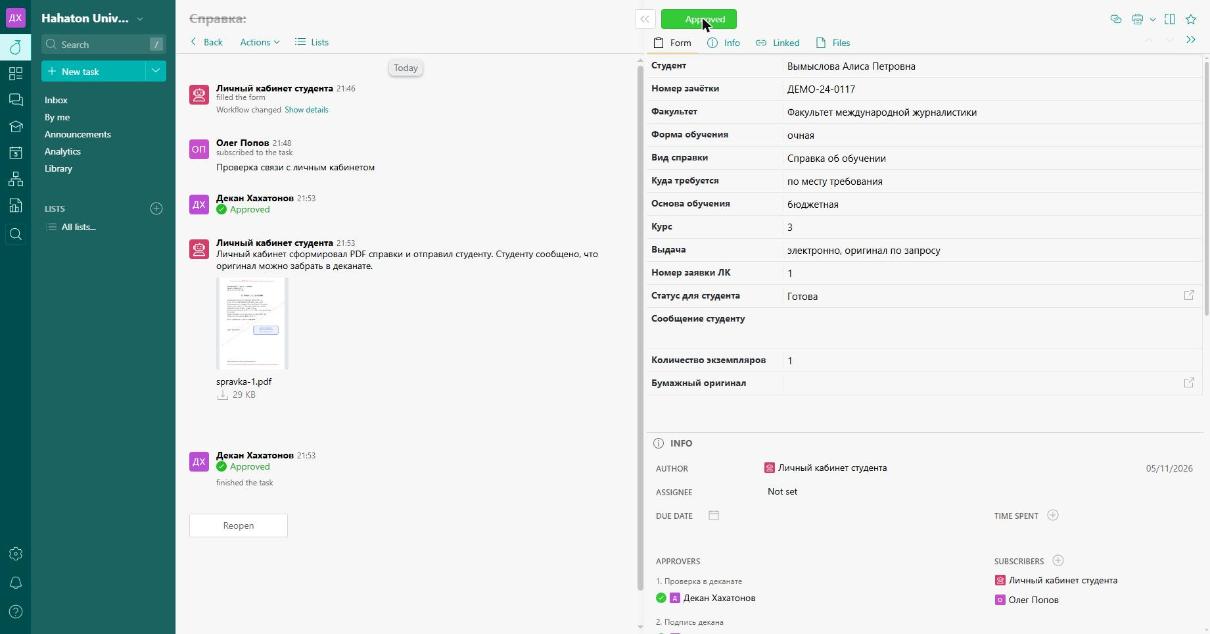 ДХ
Hahaton Univ...
Search
/
New task
Inbox
By me
Announcements
Analytics
Library
LISTS
All lists...
Справка:
Back
Actions
Lists
Today
Личный кабинет студента 21:46
filled the form
Workflow changed Show details
ОП
Олег Попов 21:48
subscribed to the task
Проверка связи с личным кабинетом
ДХ
Декан Хахатонов 21:53
Approved
Личный кабинет студента 21:53
Личный кабинет сформировал PDF справки и отправил студенту. Студенту сообщено, что
оригинал можно забрать в деканате.
spravka-1.pdf
29 KB
ДХ
Декан Хахатонов 21:53
Approved
finished the task
Reopen
Approved
Form
Info
Linked
Files
Студент Вымыслова Алиса Петровна
Номер зачётки ДЕМО-24-0117
Факультет Факультет международной журналистики
Форма обучения очная
Вид справки Справка об обучении
Куда требуется по месту требования
Основа обучения бюджетная
Курс 3
Выдача электронно, оригинал по запросу
Номер заявки ЛК 1
Статус для студента Готова
Сообщение студенту
Количество экземпляров 1
Бумажный оригинал
INFO
AUTHOR Личный кабинет студента 05/11/2026
ASSIGNEE Not set
DUE DATE
TIME SPENT
APPROVERS
1. Проверка в деканате
Декан Хахатонов
2. Подпись декана
SUBSCRIBERS
Личный кабинет студента
Олег Попов